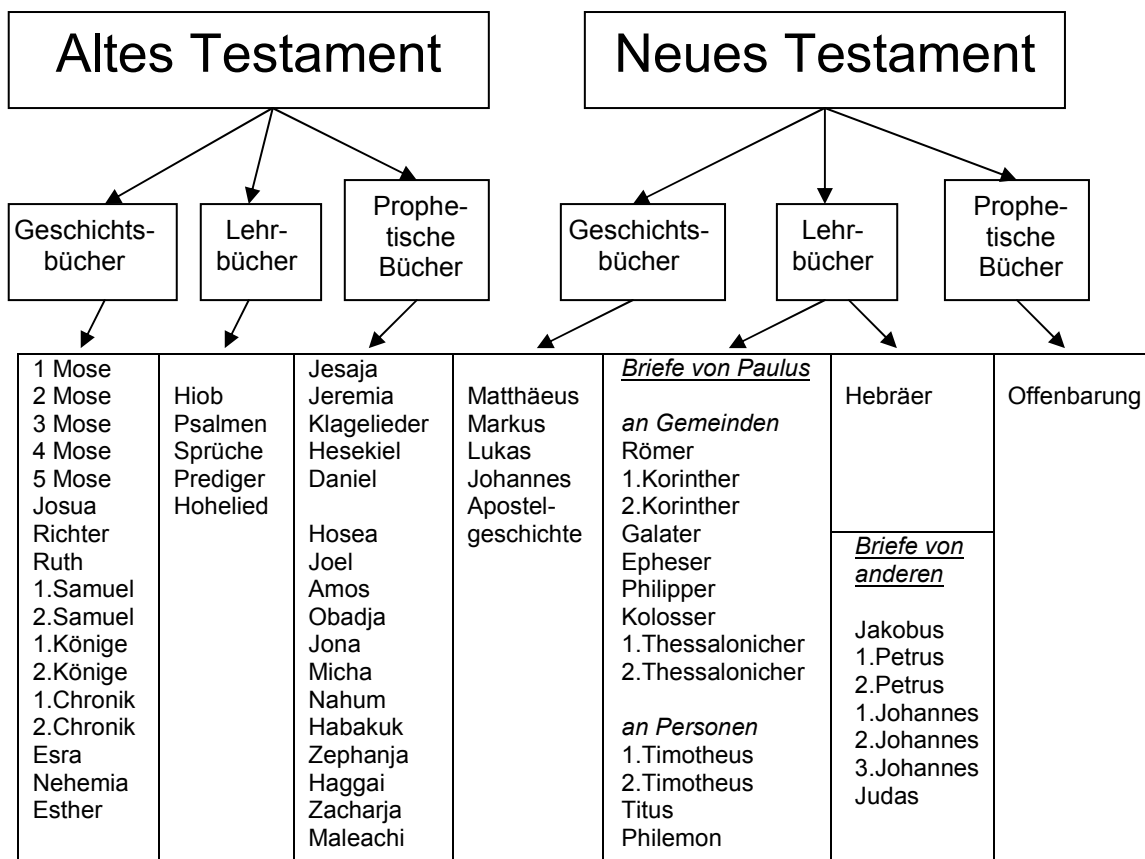 Altes Testament
Neues Testament
Geschichts-
bücher
Lehr-
bücher
Prophe-
tische
Bücher
Geschichts-
bücher
Lehr-
bücher
Prophe-
tische
Bücher
1 Mose
2 Mose
3 Mose
4 Mose
5 Mose
Josua
Richter
Ruth
1.Samuel
2.Samuel
1.Könige
2.Könige
1.Chronik
2.Chronik
Esra
Nehemia
Esther
Hiob
Psalmen
Sprüche
Prediger
Hohelied
Jesaja
Jeremia
Klagelieder
Hesekiel
Daniel
Hosea
Joel
Amos
Obadja
Jona
Micha
Nahum
Habakuk
Zephanja
Haggai
Zacharja
Maleachi
Matthäeus
Markus
Lukas
Johannes
Apostel-
geschichte
Briefe von Paulus
an Gemeinden
Römer
1.Korinther
2.Korinther
Galater
Epheser
Philipper
Kolosser
1.Thessalonicher
2.Thessalonicher
an Personen
1.Timotheus
2.Timotheus
Titus
Philemon
Hebräer
Briefe von
anderen
Jakobus
1.Petrus
2.Petrus
1.Johannes
2.Johannes
3.Johannes
Judas
Offenbarung